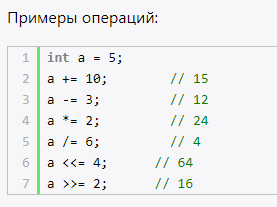 Примеры операций:
1 int a = 5;
2 a += 10;        // 15
3 a -= 3;         // 12
4 a *= 2;         // 24
5 a /= 6;         // 4
6 a <<= 4;      // 64
7 a >>= 2;      // 16